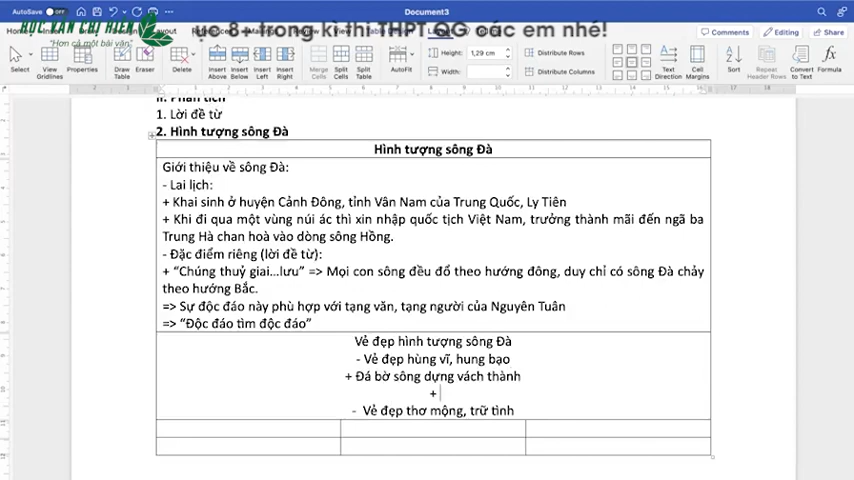 AutoSave OFF
Document3
HỌC VĂN CHỊ HIÊN
"Hơn cả một bài văn"
lực 8+ trong kì thi THPT QG các em nhé!
Comments
Editing
Share
Select
View Gridlines
Properties
Draw Table
Eraser
Delete
Insert Above
Insert Below
Insert Left
Insert Right
Merge Cells
Split Cells
Split Table
AutoFit
Height: 1,29 cm
Width:
Distribute Rows
Distribute Columns
Text Direction
Cell Margins
Sort
Repeat Header Rows
Convert to Text
Formula
II. Phân tích
1. Lời đề từ
2. Hình tượng sông Đà
Hình tượng sông Đà
Giới thiệu về sông Đà:
- Lai lịch:
+ Khai sinh ở huyện Cảnh Đông, tỉnh Vân Nam của Trung Quốc, Ly Tiên
+ Khi đi qua một vùng núi ác thì xin nhập quốc tịch Việt Nam, trưởng thành mãi đến ngã ba
Trung Hà chan hoà vào dòng sông Hồng.
- Đặc điểm riêng (lời đề từ):
+ "Chúng thuỷ giai...lưu" => Mọi con sông đều đổ theo hướng đông, duy chỉ có sông Đà chảy
theo hướng Bắc.
=> Sự độc đáo này phù hợp với tạng văn, tạng người của Nguyên Tuân
=> "Độc đáo tìm độc đáo"
Vẻ đẹp hình tượng sông Đà
- Vẻ đẹp hùng vĩ, hung bạo
+ Đá bờ sông dựng vách thành
+
- Vẻ đẹp thơ mộng, trữ tình